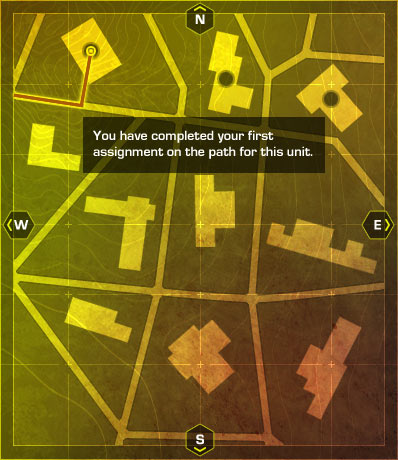 N
You have completed your first
assignment on the path for this unit.
W
E
S